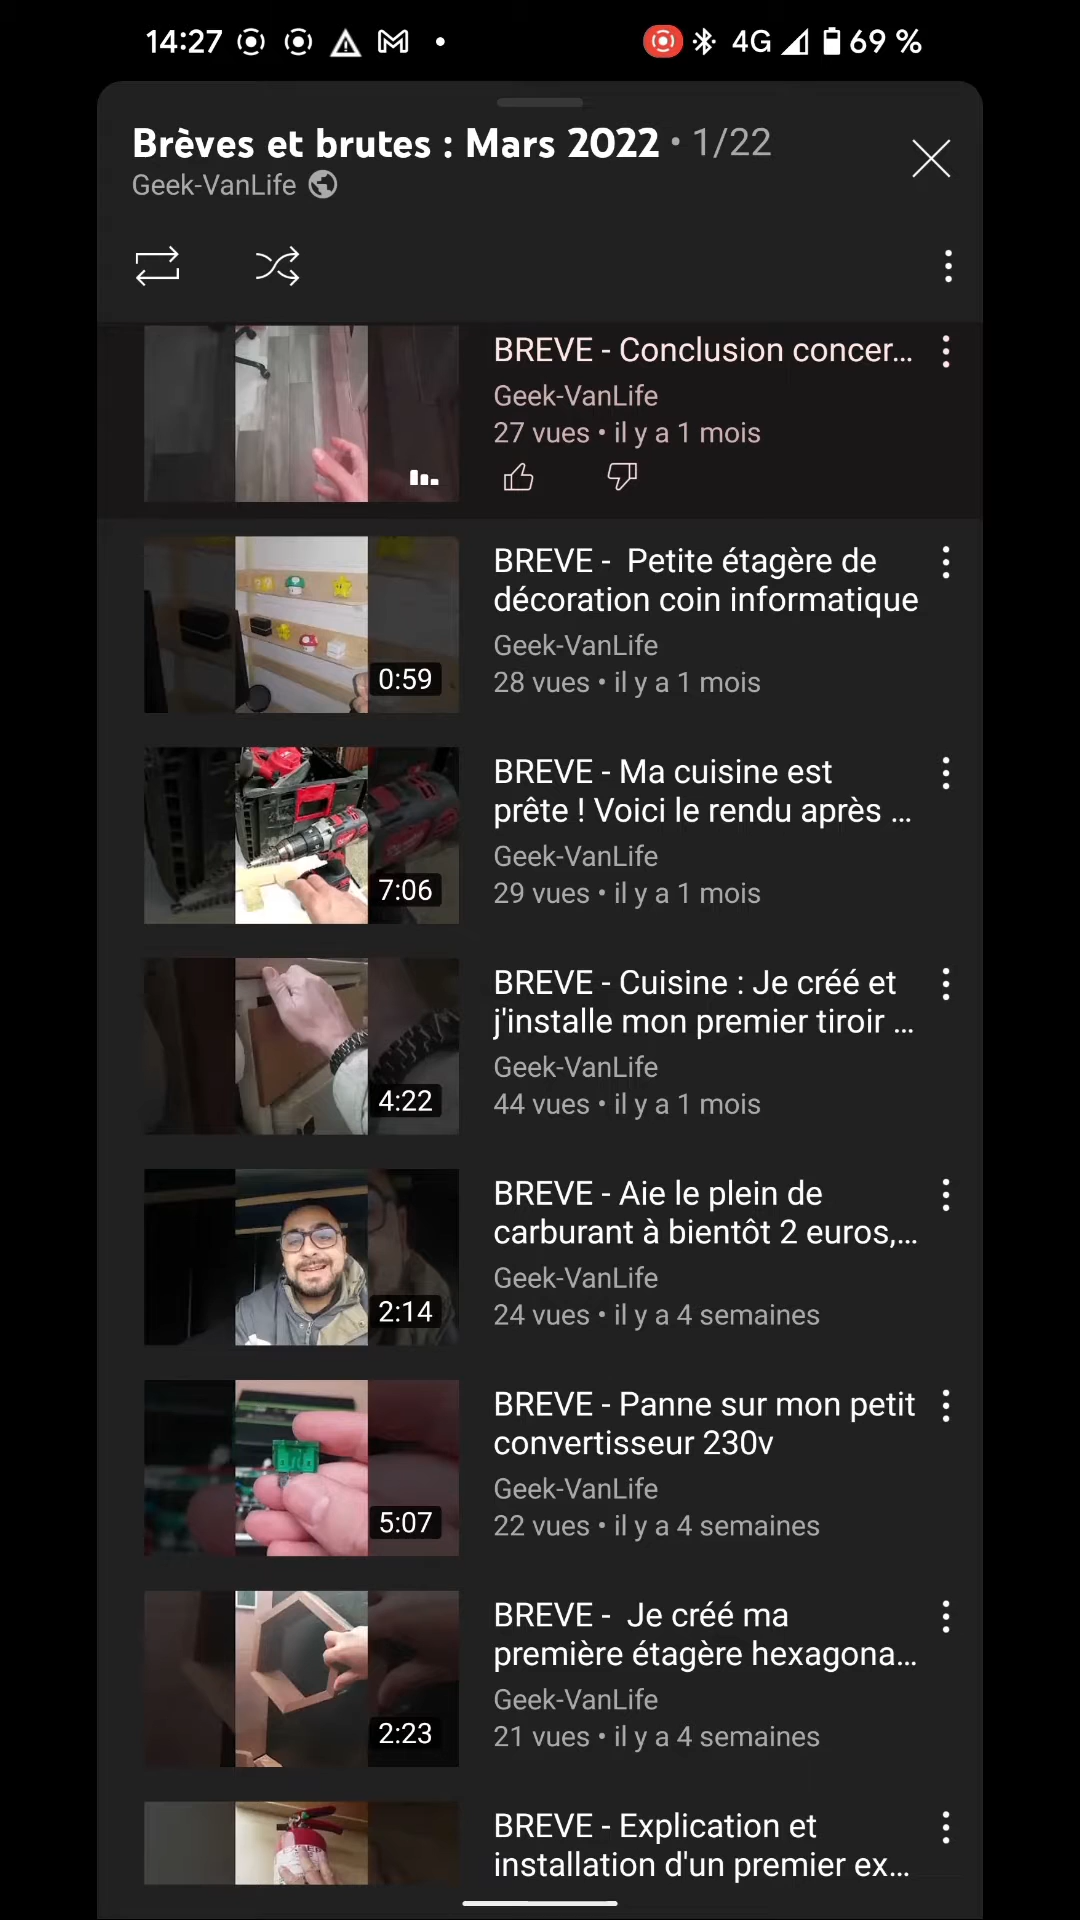 14:27
4G 69 %
Brèves et brutes : Mars 2022 • 1/22
Geek-VanLife
BREVE - Conclusion concer...
Geek-VanLife
27 vues • il y a 1 mois
BREVE - Petite étagère de
décoration coin informatique
Geek-VanLife
28 vues • il y a 1 mois
0:59
BREVE - Ma cuisine est
prête ! Voici le rendu après ...
Geek-VanLife
29 vues • il y a 1 mois
7:06
BREVE - Cuisine : Je créé et
j'installe mon premier tiroir ...
Geek-VanLife
44 vues • il y a 1 mois
4:22
BREVE - Aie le plein de
carburant à bientôt 2 euros,...
Geek-VanLife
24 vues • il y a 4 semaines
2:14
BREVE - Panne sur mon petit
convertisseur 230v
Geek-VanLife
22 vues • il y a 4 semaines
5:07
BREVE - Je créé ma
première étagère hexagona...
Geek-VanLife
21 vues • il y a 4 semaines
2:23
BREVE - Explication et
installation d'un premier ex...